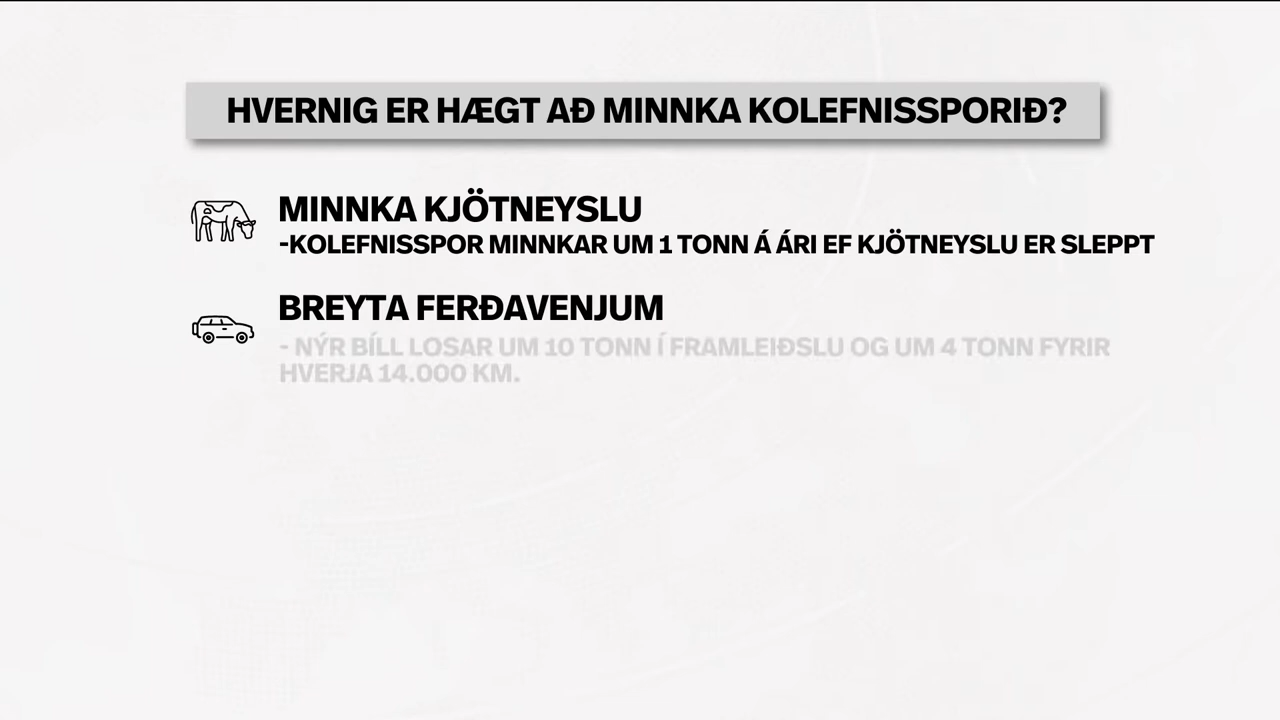 HVERNIG ER HÆGT AÐ MINNKA KOLEFNISSPORIÐ?
MINNKA KJÖTNEYSLU
-KOLEFNISSPOR MINNKAR UM 1 TONN Á ÁRI EF KJÖTNEYSLU ER SLEPPT
BREYTA FERÐAVENJUM
- NÝR BÍLL LOSAR UM 10 TONN Í FRAMLEIÐSLU OG UM 4 TONN FYRIR
HVERJA 14.000 KM.